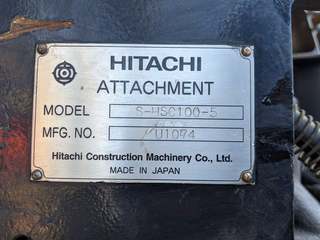 HITACHI
ATTACHMENT
MODEL S-HSC100-5
MFG. NO. U1074
Hitachi Construction Machinery Co., Ltd.
MADE IN JAPAN